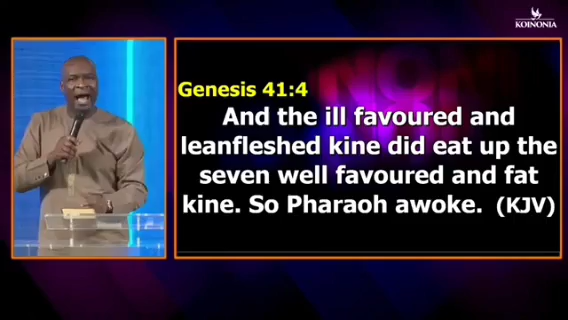 KOINONIA
Genesis 41:4
And the ill favoured and
leanfleshed kine did eat up the
seven well favoured and fat
kine. So Pharaoh awoke. (KJV)